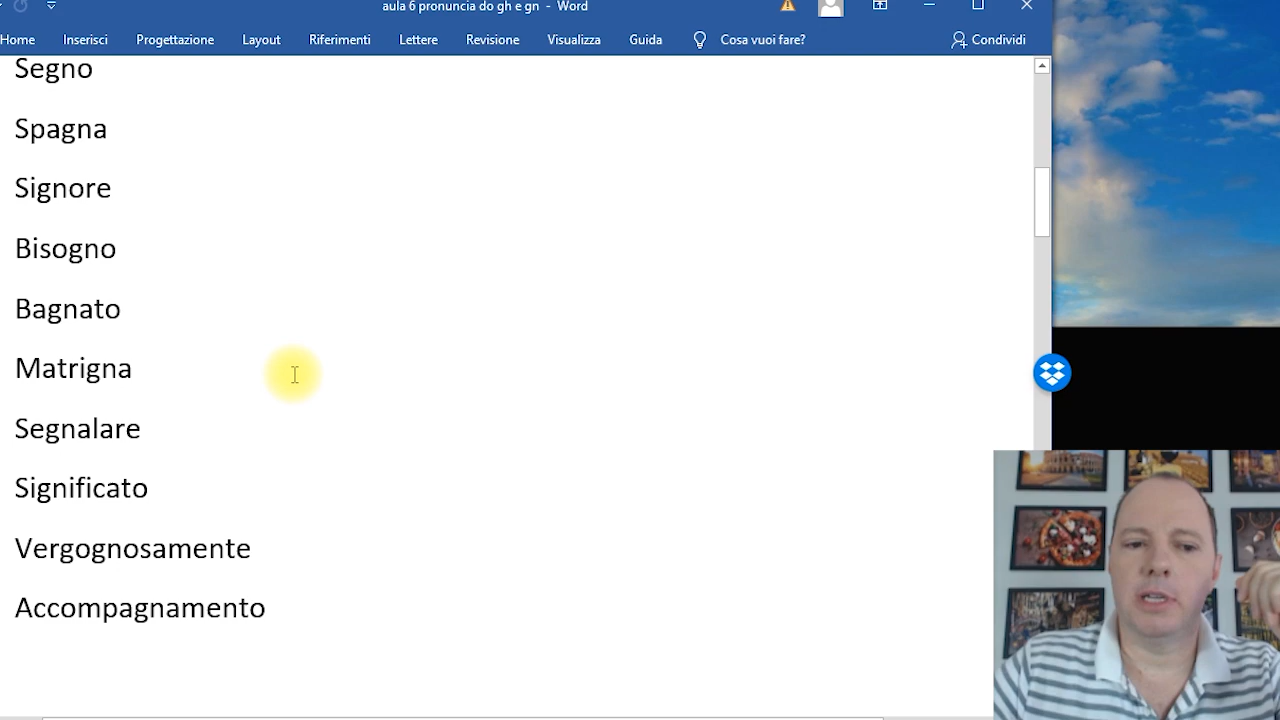 aula 6 pronuncia do gh e gn - Word
Home Inserisci Progettazione Layout Riferimenti Lettere Revisione Visualizza Guida Cosa vuoi fare? Condividi
Segno
Spagna
Signore
Bisogno
Bagnato
Matrigna
Segnalare
Significato
Vergognosamente
Accompagnamento